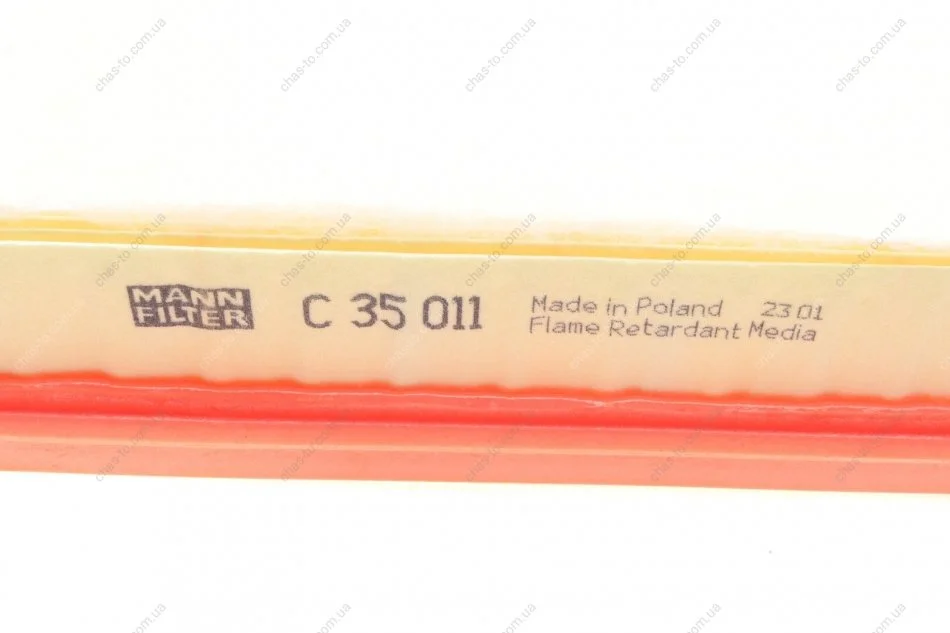 MANN
FILTER
C 35 011
Made in Poland 23 01
Flame Retardant Media
chas-to.com.ua